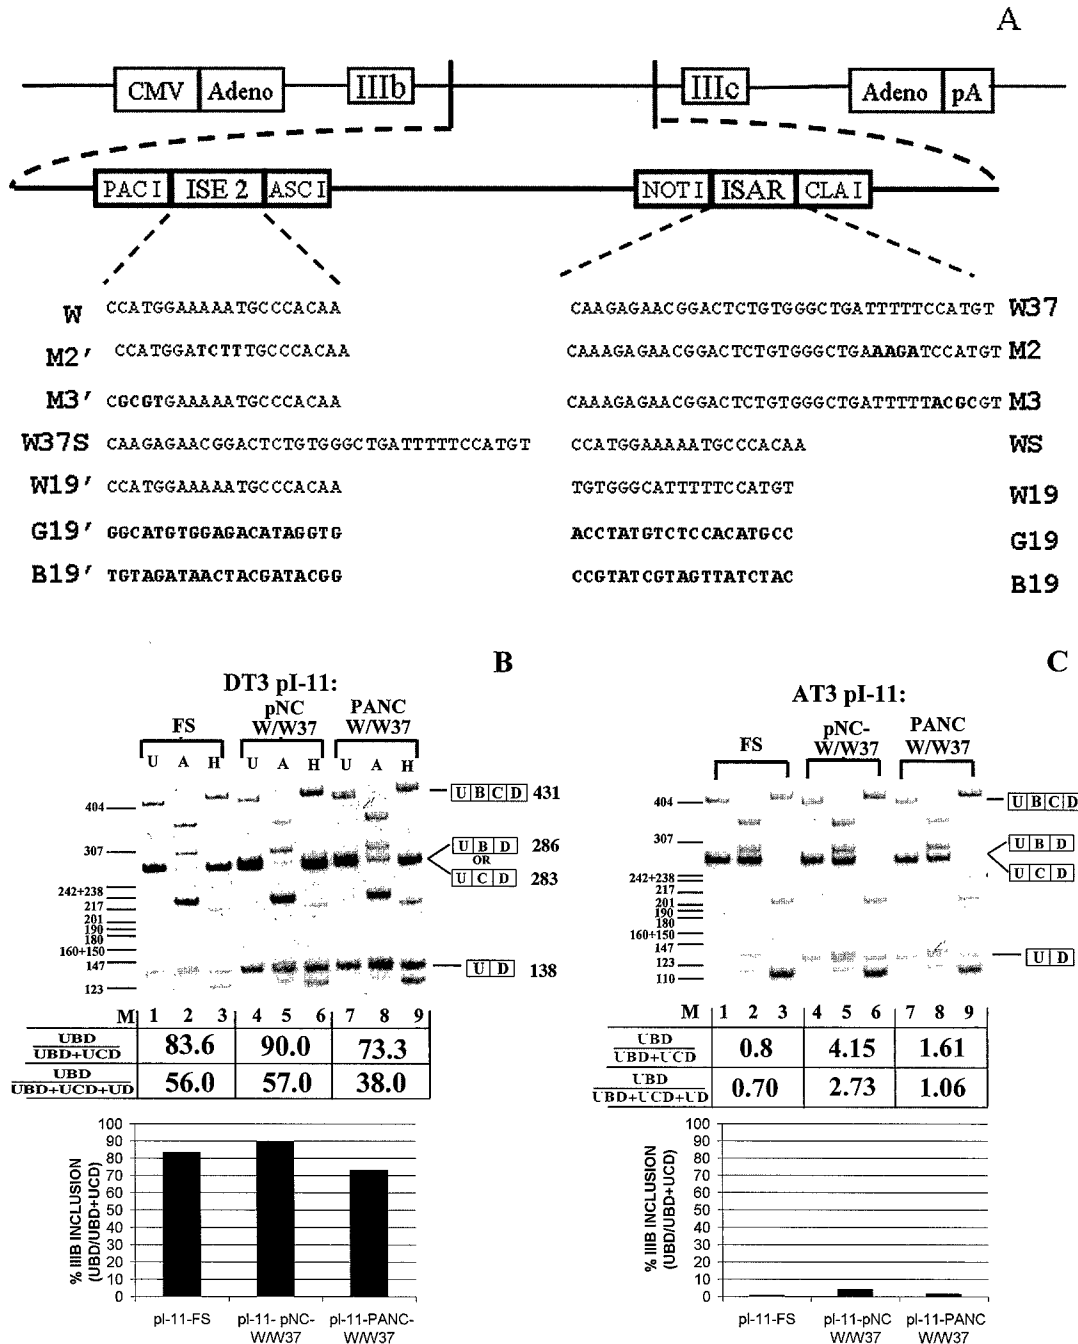 A
CMV Adeno IIIb IIIc Adeno pA
PAC I ISE 2 ASC I NOT I ISAR CLA I
W CCATGGAAAAATGCCCACAA CAAGAGAACGGACTCTGTGGGCTGATTTTTCCATGT W37
M2' CCATGGATCTTTGCCCACAA CAAAGAGAACGGACTCTGTGGGCTGAAAGATCCATGT M2
M3' CGCGTGAAAAATGCCCACAA CAAAGAGAACGGACTCTGTGGGCTGATTTTTACGCGT M3
W37S CAAGAGAACGGACTCTGTGGGCTGATTTTTCCATGT CCATGGAAAAATGCCCACAA WS
W19' CCATGGAAAAATGCCCACAA TGTGGGCATTTTTCCATGT W19
G19' GGCATGTGGAGACATAGGTG ACCTATGTCTCCACATGCC G19
B19' TGTAGATAACTACGATACGG CCGTATCGTAGTTATCTAC B19
B
DT3 pI-11:
FS pNC W/W37 PANC W/W37
U A H U A H U A H
404
307
242+238
217
201
190
180
160+150
147
123
U B C D 431
U B D 286
OR
U C D 283
U D 138
M 1 2 3 4 5 6 7 8 9
UBD
UBD+UCD 83.6 90.0 73.3
UBD
UBD+UCD+UD 56.0 57.0 38.0
% IIIB INCLUSION
(UBD/UBD+UCD)
100
90
80
70
60
50
40
30
20
10
0
pI-11-FS pI-11- pNC-W/W37 pI-11-PANC-W/W37
C
AT3 pI-11:
FS pNC-W/W37 PANC W/W37
404
307
242+238
217
201
190
180
160+150
147
123
110
U B C D
U B D
U C D
U D
M 1 2 3 4 5 6 7 8 9
UBD
UBD+UCD 0.8 4.15 1.61
UBD
UBD+UCD+UD 0.70 2.73 1.06
% IIIB INCLUSION
(UBD/UBD+UCD)
100
90
80
70
60
50
40
30
20
10
0
pI-11-FS pI-11-pNC W/W37 pI-11-PANC W/W37